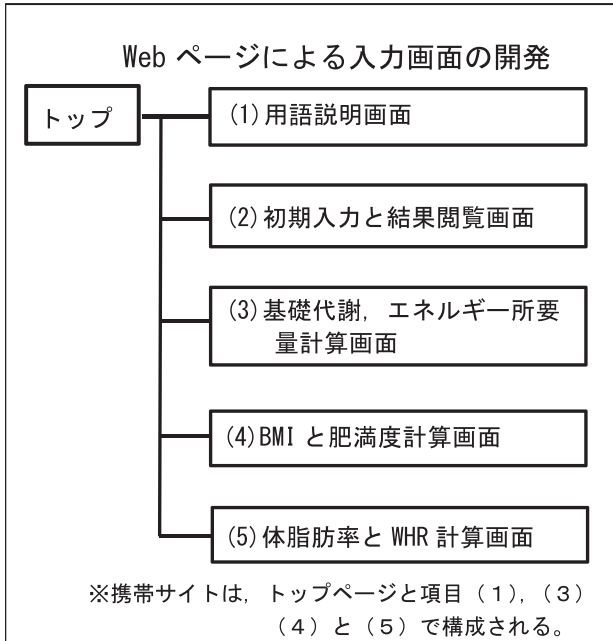 Web ページによる入力画面の開発
トップ
(1)用語説明画面
(2)初期入力と結果閲覧画面
(3)基礎代謝，エネルギー所要
量計算画面
(4)BMI と肥満度計算画面
(5)体脂肪率と WHR 計算画面
※携帯サイトは，トップページと項目（１），（３）
（４）と（５）で構成される。